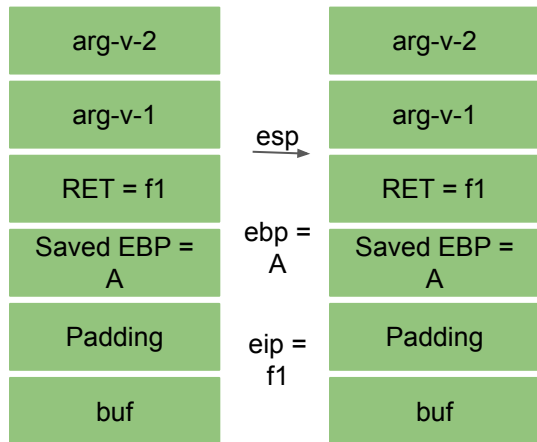 arg-v-2
arg-v-1
RET = f1
Saved EBP =
A
Padding
buf
esp
ebp =
A
eip =
f1
arg-v-2
arg-v-1
RET = f1
Saved EBP =
A
Padding
buf